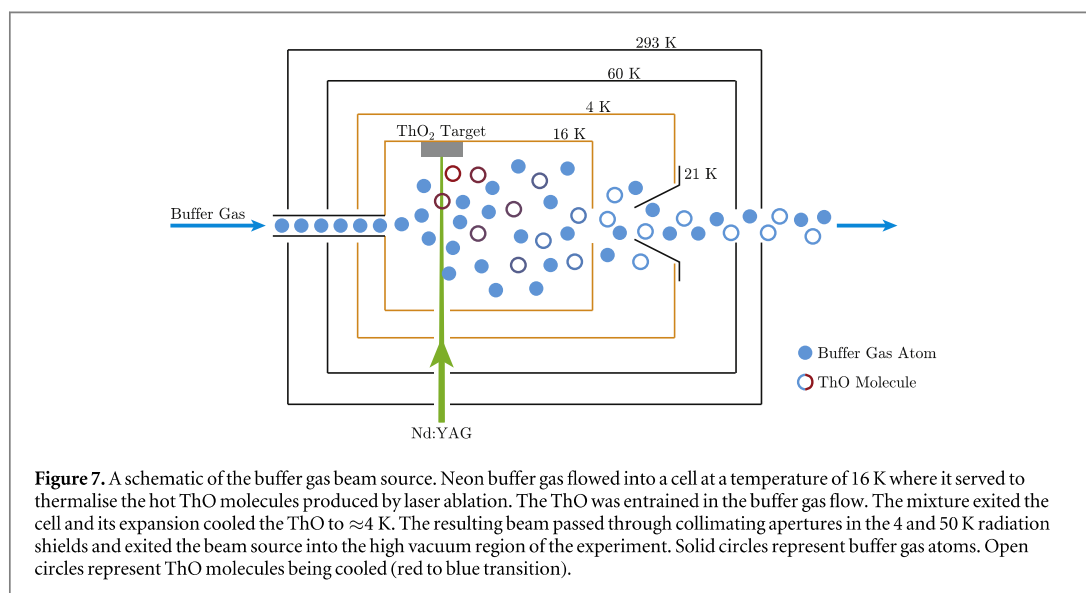 293 K
60 K
4 K
ThO₂ Target
16 K
21 K
Buffer Gas
Buffer Gas Atom
ThO Molecule
Nd:YAG
Figure 7. A schematic of the buffer gas beam source. Neon buffer gas flowed into a cell at a temperature of 16 K where it served to
thermalise the hot ThO molecules produced by laser ablation. The ThO was entrained in the buffer gas flow. The mixture exited the
cell and its expansion cooled the ThO to ≈4 K. The resulting beam passed through collimating apertures in the 4 and 50 K radiation
shields and exited the beam source into the high vacuum region of the experiment. Solid circles represent buffer gas atoms. Open
circles represent ThO molecules being cooled (red to blue transition).